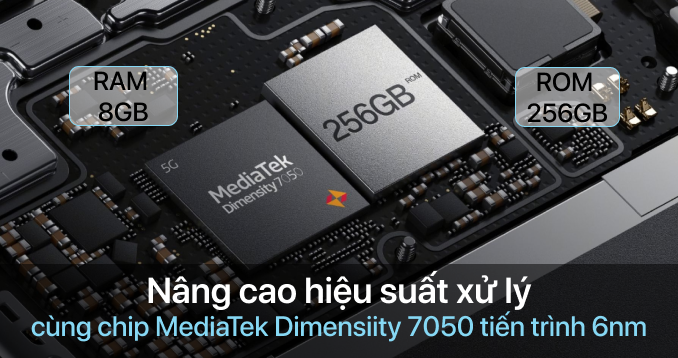 RAM
8GB
ROM
256GB
256GB ROM
5G
MediaTek
Dimensity 7050
Nâng cao hiệu suất xử lý
cùng chip MediaTek Dimensiity 7050 tiến trình 6nm